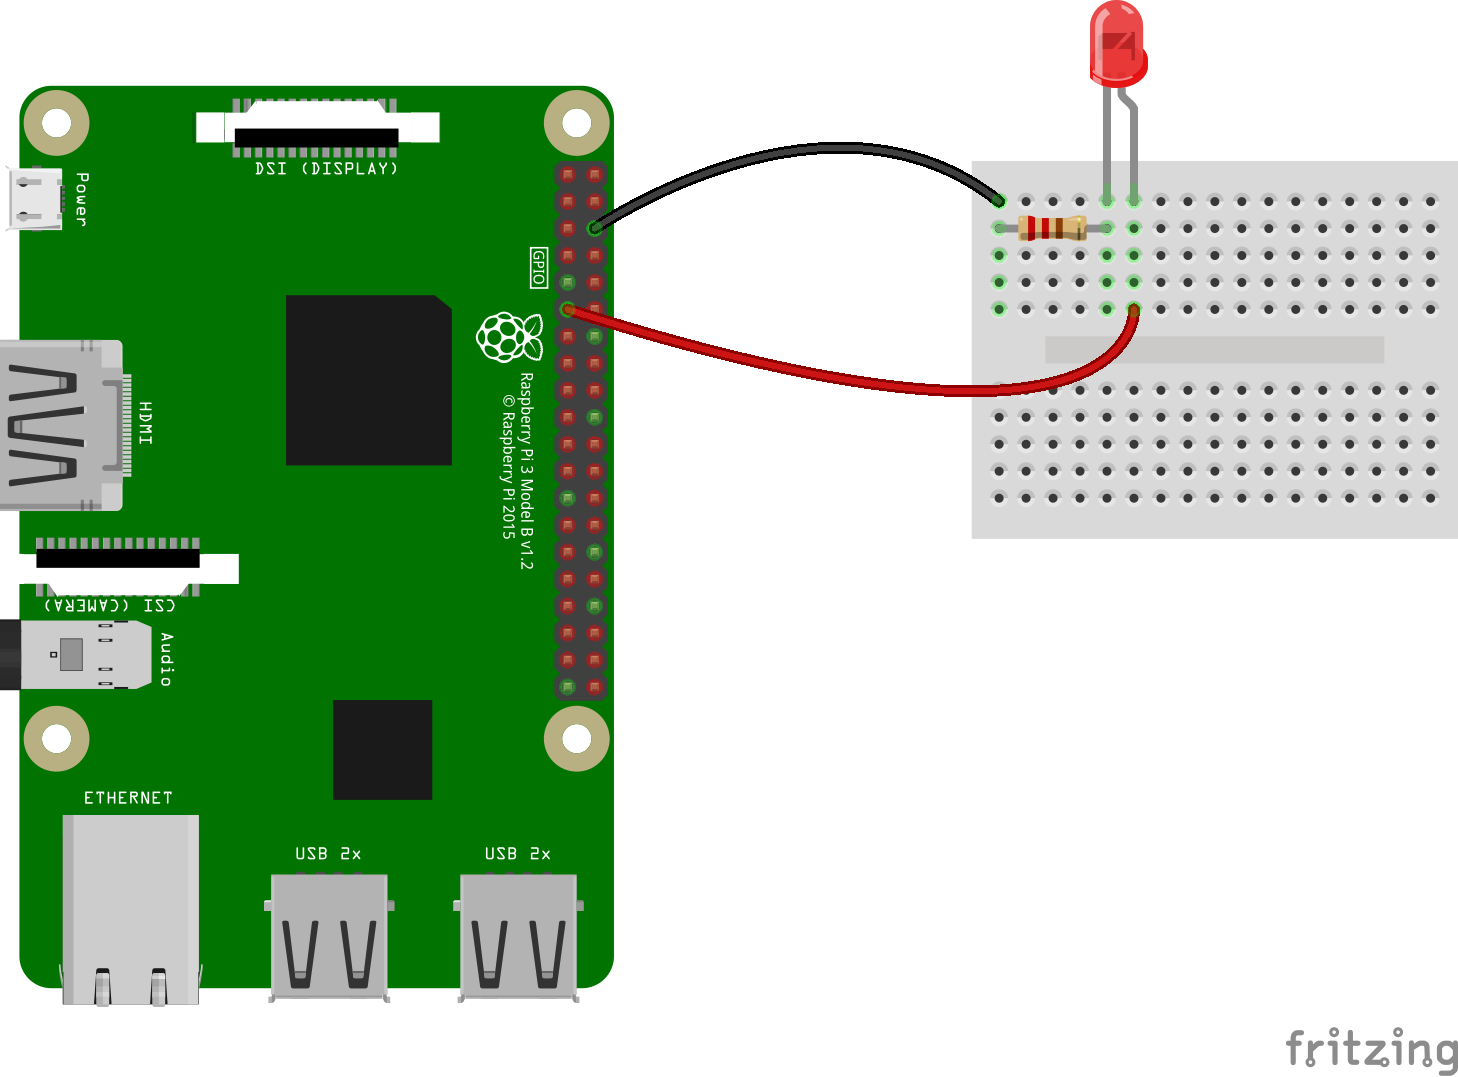 DSI (DISPLAY)
Power
GPIO
HDMI
Raspberry Pi 3 Model B v1.2
© Raspberry Pi 2015
CSI (CAMERA)
Audio
ETHERNET
USB 2x
USB 2x
fritzing